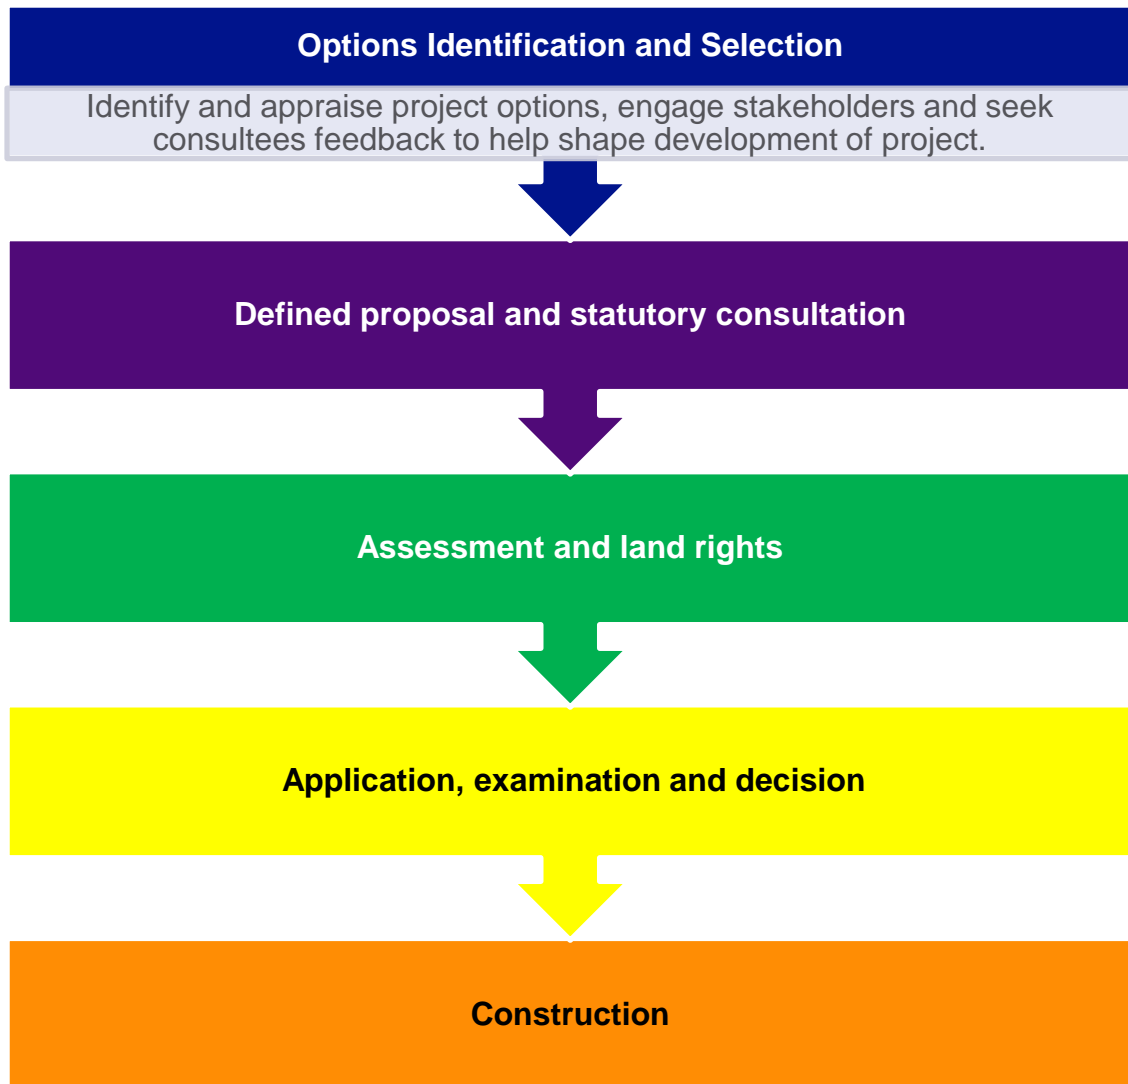 Options Identification and Selection
Identify and appraise project options, engage stakeholders and seek
consultees feedback to help shape development of project.
Defined proposal and statutory consultation
Assessment and land rights
Application, examination and decision
Construction